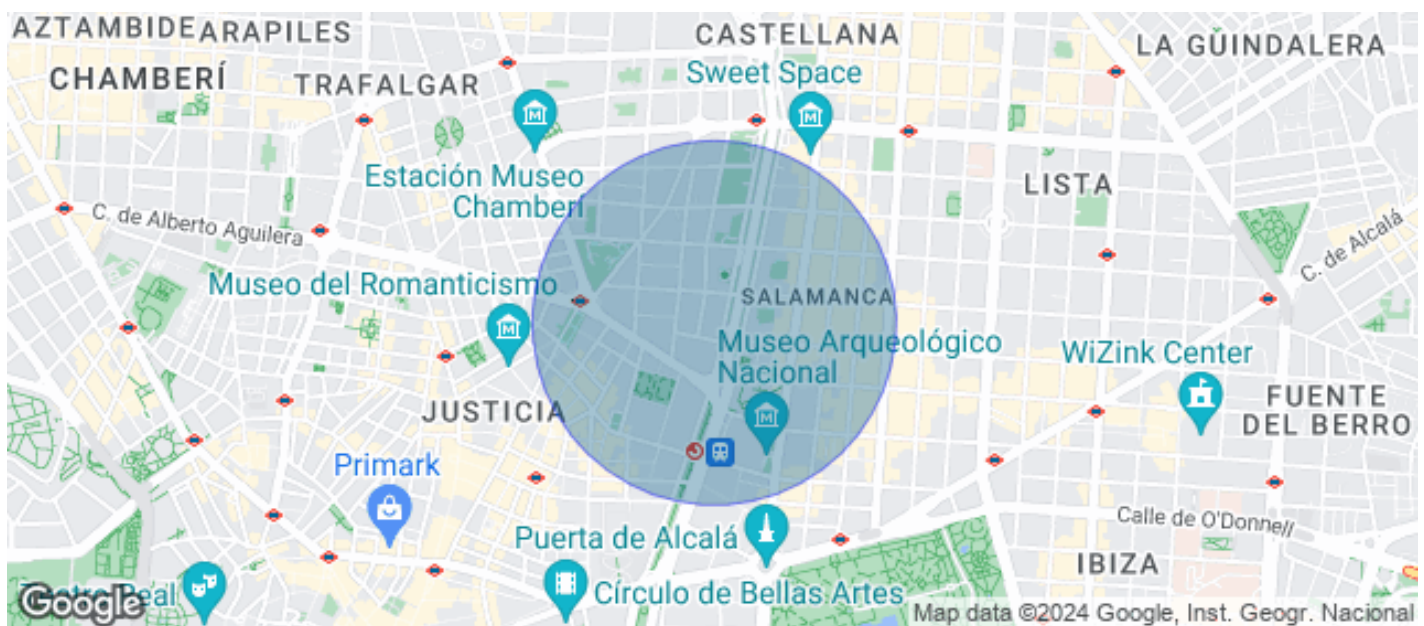 AZTAMBIDE
ARAPILES
CASTELLANA
LA GUINDALERA
CHAMBERÍ
TRAFALGAR
Sweet Space
Estación Museo
Chamberí
LISTA
C. de Alberto Aguilera
C. de Alcalá
Museo del Romanticismo
SALAMANCA
Museo Arqueológico
Nacional
WiZink Center
JUSTICIA
FUENTE
DEL BERRO
Primark
Puerta de Alcalá
Calle de O'Donnell
IBIZA
Teatro Real
Círculo de Bellas Artes
Google
Map data ©2024 Google, Inst. Geogr. Nacional